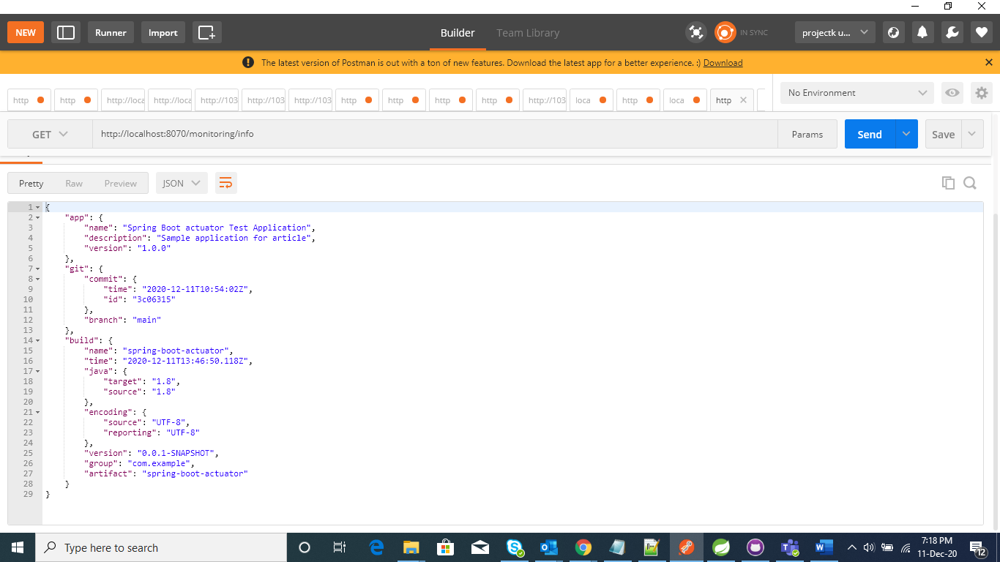 NEW Runner Import Builder Team Library IN SYNC projectk u...
The latest version of Postman is out with a ton of new features. Download the latest app for a better experience. :) Download
http http http://loca http://loca http://103 http://103 http://103 http http http http http://103 loca http loca http No Environment
GET http://localhost:8070/monitoring/info Params Send Save
Pretty Raw Preview JSON
1 {
2 "app": {
3 "name": "Spring Boot actuator Test Application",
4 "description": "Sample application for article",
5 "version": "1.0.0"
6 },
7 "git": {
8 "commit": {
9 "time": "2020-12-11T10:54:02Z",
10 "id": "3c06315"
11 },
12 "branch": "main"
13 },
14 "build": {
15 "name": "spring-boot-actuator",
16 "time": "2020-12-11T13:46:50.118Z",
17 "java": {
18 "target": "1.8",
19 "source": "1.8"
20 },
21 "encoding": {
22 "source": "UTF-8",
23 "reporting": "UTF-8"
24 },
25 "version": "0.0.1-SNAPSHOT",
26 "group": "com.example",
27 "artifact": "spring-boot-actuator"
28 }
29 }
Type here to search
7:18 PM
11-Dec-20
12